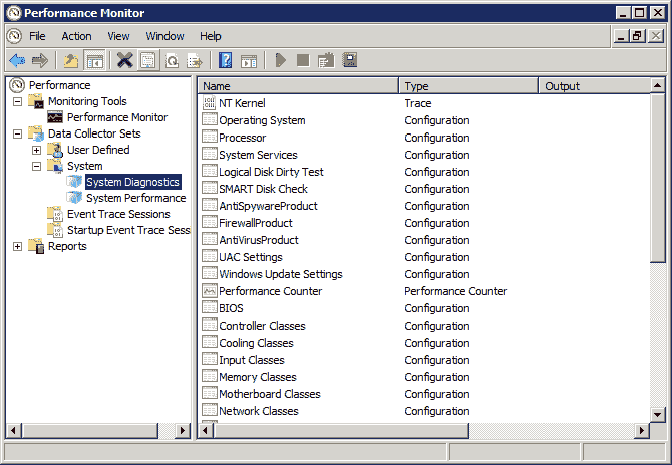 Performance Monitor
File Action View Window Help
Performance
Monitoring Tools
Performance Monitor
Data Collector Sets
User Defined
System
System Diagnostics
System Performance
Event Trace Sessions
Startup Event Trace Sess
Reports
Name Type Output
NT Kernel Trace
Operating System Configuration
Processor Configuration
System Services Configuration
Logical Disk Dirty Test Configuration
SMART Disk Check Configuration
AntiSpywareProduct Configuration
FirewallProduct Configuration
AntiVirusProduct Configuration
UAC Settings Configuration
Windows Update Settings Configuration
Performance Counter Performance Counter
BIOS Configuration
Controller Classes Configuration
Cooling Classes Configuration
Input Classes Configuration
Memory Classes Configuration
Motherboard Classes Configuration
Network Classes Configuration